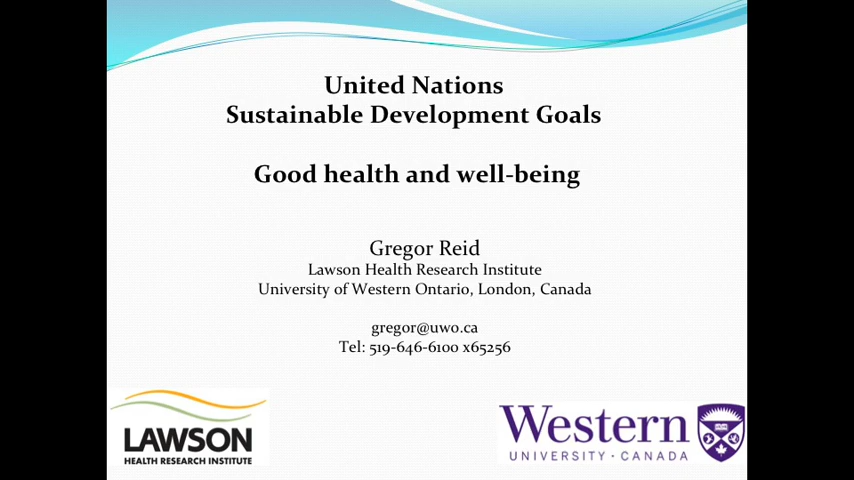 United Nations
Sustainable Development Goals
Good health and well-being
Gregor Reid
Lawson Health Research Institute
University of Western Ontario, London, Canada
gregor@uwo.ca
Tel: 519-646-6100 x65256
LAWSON
HEALTH RESEARCH INSTITUTE
Western
UNIVERSITY · CANADA